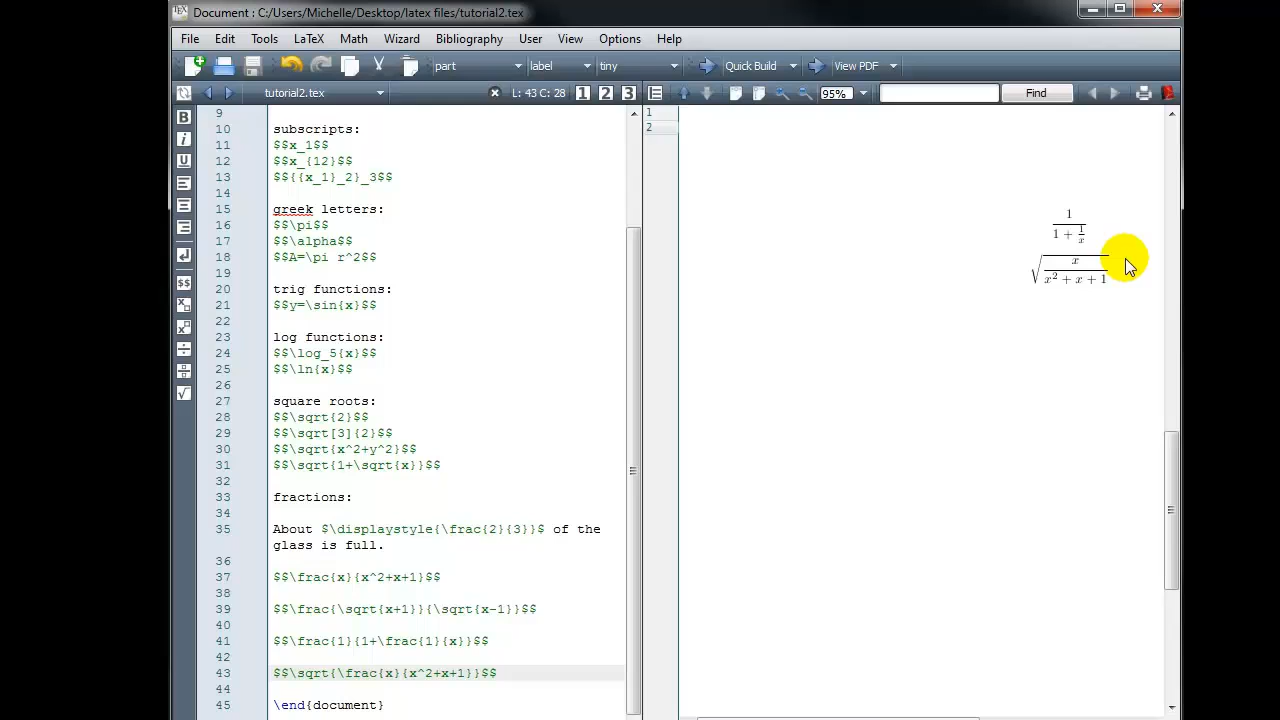 Document : C:/Users/Michelle/Desktop/latex files/tutorial2.tex
File Edit Tools LaTeX Math Wizard Bibliography User View Options Help
part label tiny Quick Build View PDF
tutorial2.tex L: 43 C: 28 1 2 3 95% Find
9
10 subscripts:
11 $$x_1$$
12 $$x_{12}$$
13 $${{x_1}_2}_3$$
14
15 greek letters:
16 $$\pi$$
17 $$\alpha$$
18 $$A=\pi r^2$$
19
20 trig functions:
21 $$y=\sin{x}$$
22
23 log functions:
24 $$\log_5{x}$$
25 $$\ln{x}$$
26
27 square roots:
28 $$\sqrt{2}$$
29 $$\sqrt[3]{2}$$
30 $$\sqrt{x^2+y^2}$$
31 $$\sqrt{1+\sqrt{x}}$$
32
33 fractions:
34
35 About $\displaystyle{\frac{2}{3}}$ of the
glass is full.
36
37 $$\frac{x}{x^2+x+1}$$
38
39 $$\frac{\sqrt{x+1}}{\sqrt{x-1}}$$
40
41 $$\frac{1}{1+\frac{1}{x}}$$
42
43 $$\sqrt{\frac{x}{x^2+x+1}}$$
44
45 \end{document}
B
i
U
$$
1
2
1
1 + 1/x
√
x
x² + x + 1